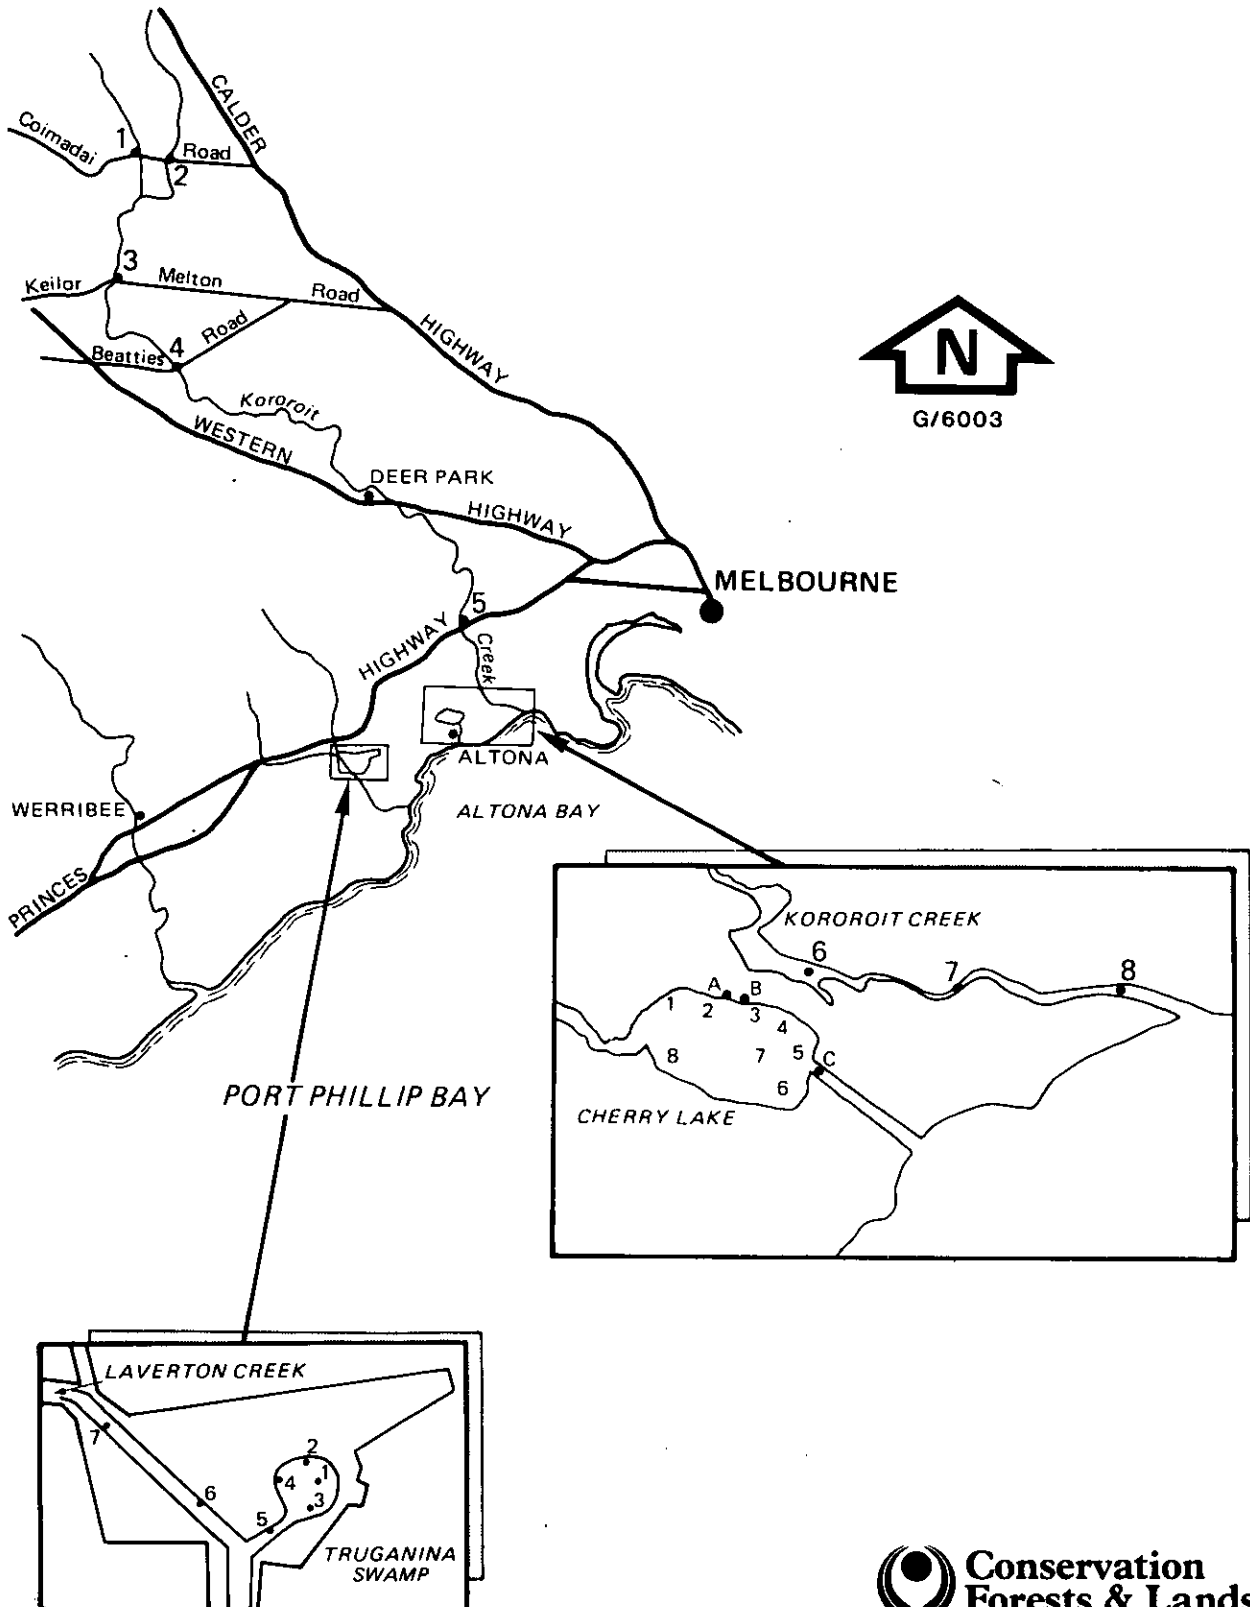 CALDER
Coimadai
1
Road
2
3
Keilor
Melton
Road
HIGHWAY
N
G/6003
Road
4
Beatties
Kororoit
WESTERN
DEER PARK
HIGHWAY
MELBOURNE
5
HIGHWAY
Creek
ALTONA
WERRIBEE
ALTONA BAY
PRINCES
KOROROIT CREEK
6
7
8
A
B
1
2
3
4
8
7
5
C
6
PORT PHILLIP BAY
CHERRY LAKE
LAVERTON CREEK
7
2
4
1
6
3
5
TRUGANINA
SWAMP
Conservation
Forests & Lands